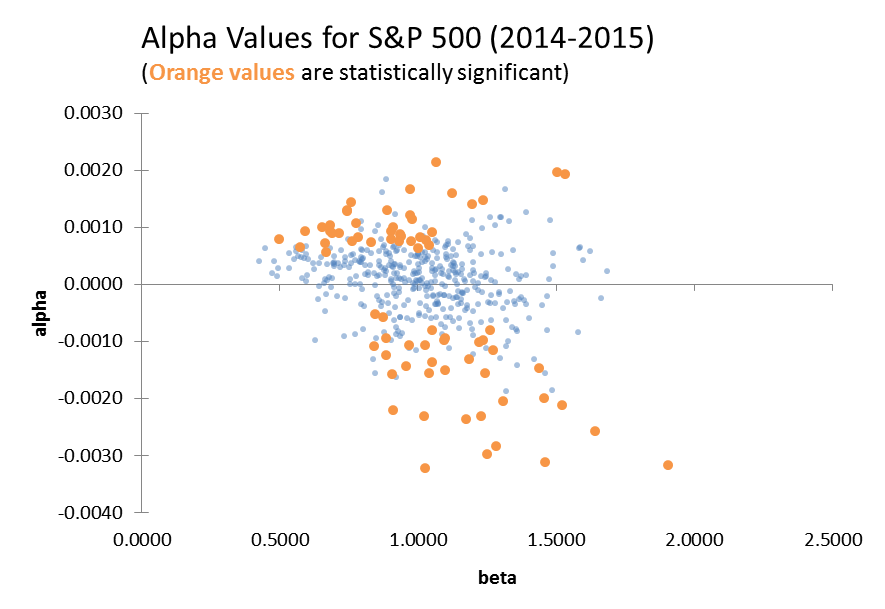 Alpha Values for S&P 500 (2014-2015)
(Orange values are statistically significant)
0.0030
0.0020
0.0010
0.0000
-0.0010
-0.0020
-0.0030
-0.0040
alpha
0.0000 0.5000 1.0000 1.5000 2.0000 2.5000
beta